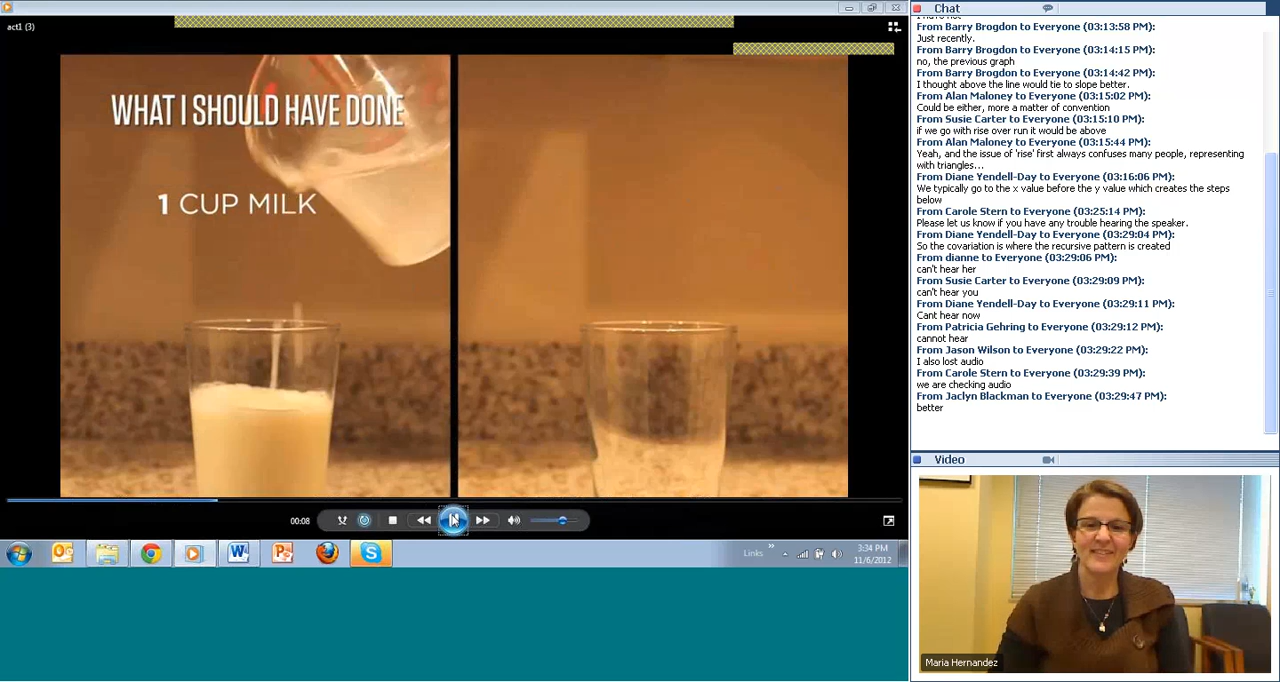 act1 (3)
WHAT I SHOULD HAVE DONE
1 CUP MILK
00:08
Links
3:34 PM
11/6/2012
Chat
From Barry Brogdon to Everyone (03:13:58 PM):
Just recently.
From Barry Brogdon to Everyone (03:14:15 PM):
no, the previous graph
From Barry Brogdon to Everyone (03:14:42 PM):
I thought above the line would tie to slope better.
From Alan Maloney to Everyone (03:15:02 PM):
Could be either, more a matter of convention
From Susie Carter to Everyone (03:15:10 PM):
if we go with rise over run it would be above
From Alan Maloney to Everyone (03:15:44 PM):
Yeah, and the issue of 'rise' first always confuses many people, representing
with triangles...
From Diane Yendell-Day to Everyone (03:16:06 PM):
We typically go to the x value before the y value which creates the steps
below
From Carole Stern to Everyone (03:25:14 PM):
Please let us know if you have any trouble hearing the speaker.
From Diane Yendell-Day to Everyone (03:29:04 PM):
So the covariation is where the recursive pattern is created
From dianne to Everyone (03:29:06 PM):
can't hear her
From Susie Carter to Everyone (03:29:09 PM):
can't hear you
From Diane Yendell-Day to Everyone (03:29:11 PM):
Cant hear now
From Patricia Gehring to Everyone (03:29:12 PM):
cannot hear
From Jason Wilson to Everyone (03:29:22 PM):
I also lost audio
From Carole Stern to Everyone (03:29:39 PM):
we are checking audio
From Jaclyn Blackman to Everyone (03:29:47 PM):
better
Video
Maria Hernandez